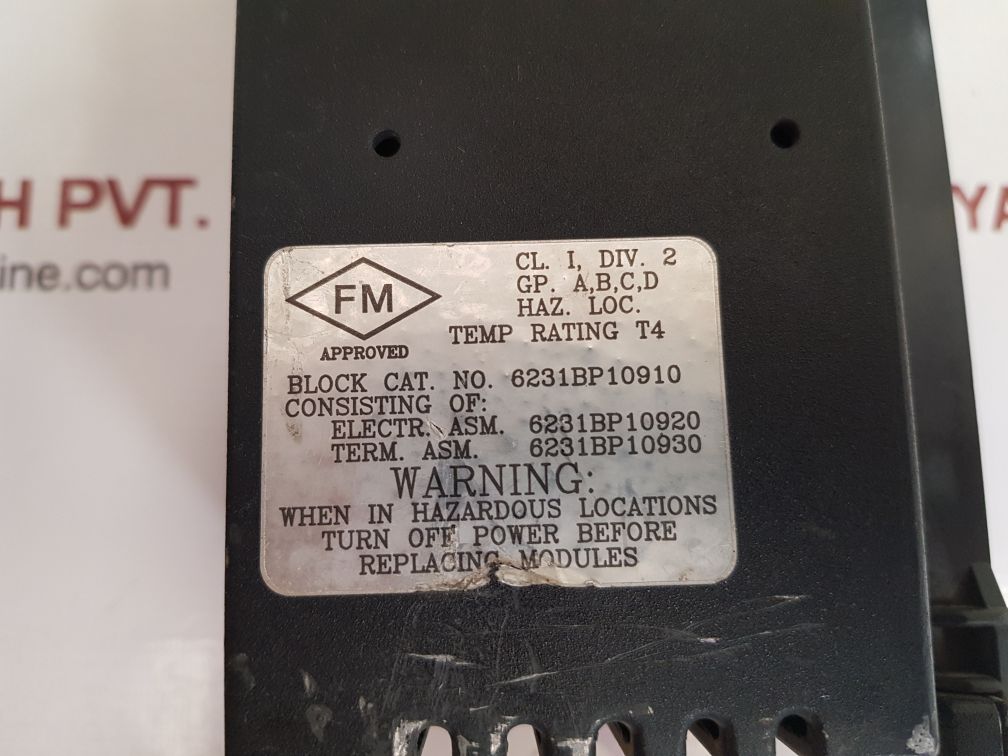 H PVT.
ine.com
YA
FM
APPROVED
CL. I, DIV. 2
GP. A,B,C,D
HAZ. LOC.
TEMP RATING T4
BLOCK CAT. NO. 6231BP10910
CONSISTING OF:
ELECTR. ASM. 6231BP10920
TERM. ASM. 6231BP10930
WARNING:
WHEN IN HAZARDOUS LOCATIONS
TURN OFF POWER BEFORE
REPLACING MODULES